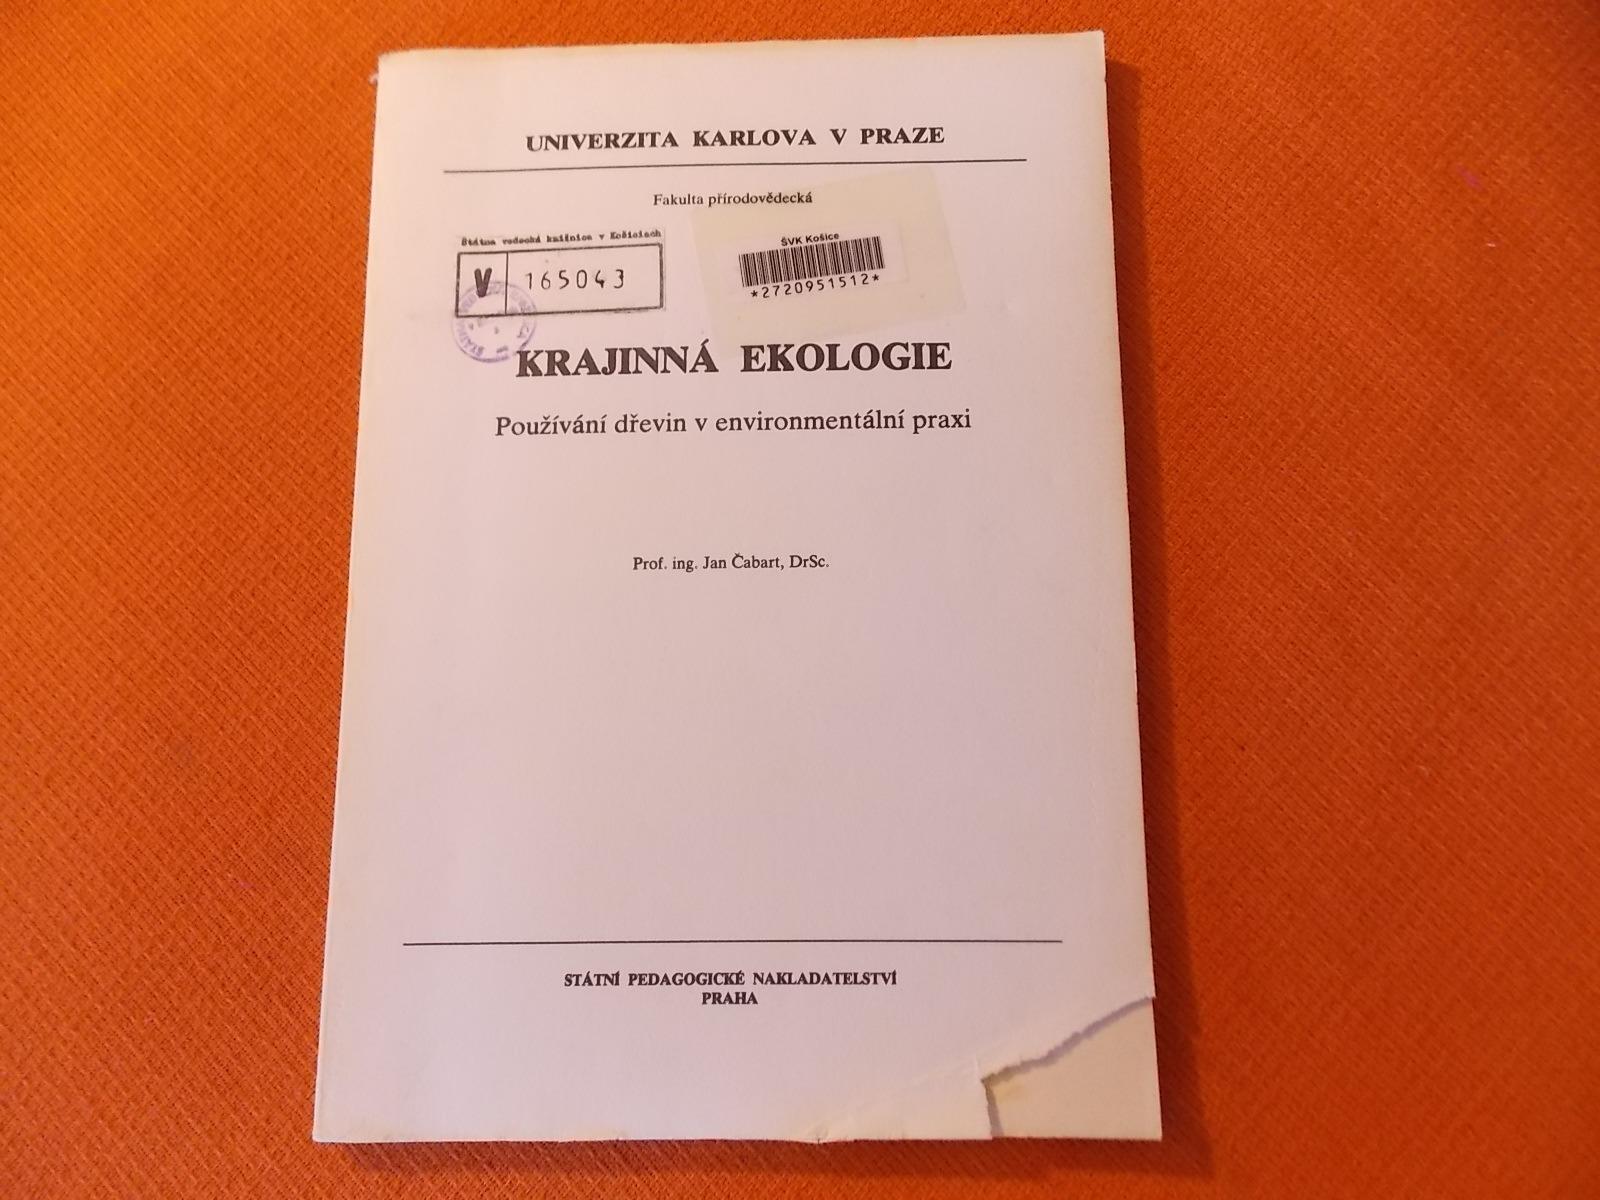 UNIVERZITA KARLOVA V PRAZE
Fakulta přírodovědecká
Štátna vedecká knižnica v Košiciach
V 165043
ŠVK Košice
*2720951512*
KRAJINNÁ EKOLOGIE
Používání dřevin v environmentální praxi
Prof. ing. Jan Čabart, DrSc.
STÁTNÍ PEDAGOGICKÉ NAKLADATELSTVÍ
PRAHA